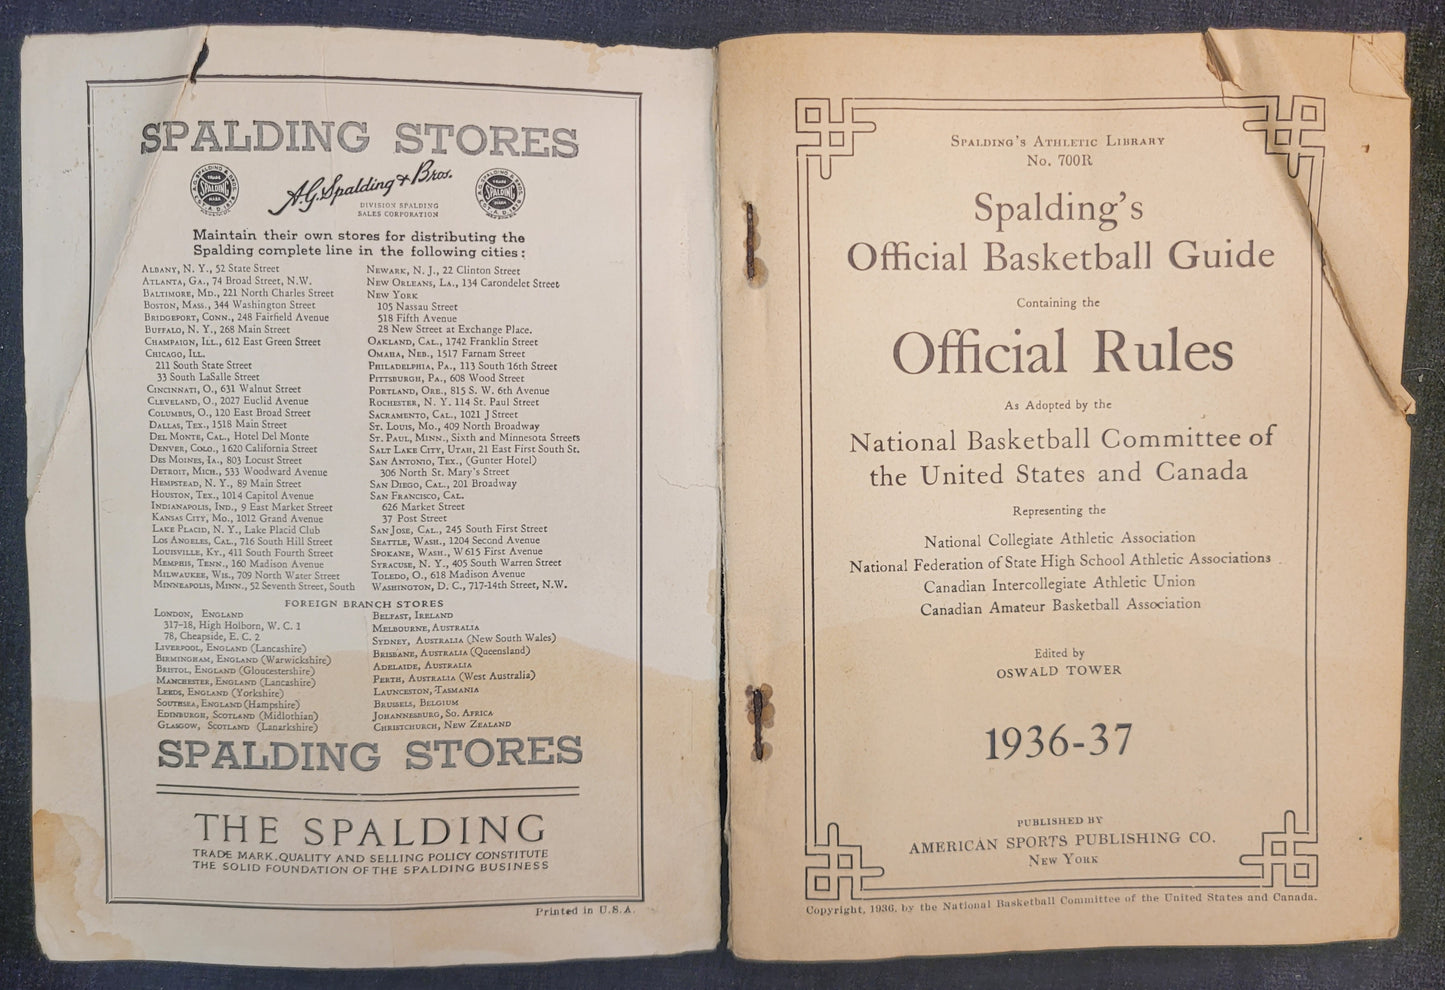 SPALDING STORES
A.G. Spalding & Bros.
DIVISION SPALDING
SALES CORPORATION
Maintain their own stores for distributing the
Spalding complete line in the following cities:
ALBANY, N. Y., 52 State Street
ATLANTA, GA., 74 Broad Street, N.W.
BALTIMORE, MD., 221 North Charles Street
BOSTON, MASS., 344 Washington Street
BRIDGEPORT, CONN., 248 Fairfield Avenue
BUFFALO, N. Y., 268 Main Street
CHAMPAIGN, ILL., 612 East Green Street
CHICAGO, ILL.
211 South State Street
33 South LaSalle Street
CINCINNATI, O., 631 Walnut Street
CLEVELAND, O., 2027 Euclid Avenue
COLUMBUS, O., 120 East Broad Street
DALLAS, TEX., 1518 Main Street
DEL MONTE, CAL., Hotel Del Monte
DENVER, COLO., 1620 California Street
DES MOINES, IA., 803 Locust Street
DETROIT, MICH., 533 Woodward Avenue
HEMPSTEAD, N. Y., 89 Main Street
HOUSTON, TEX., 1014 Capitol Avenue
INDIANAPOLIS, IND., 9 East Market Street
KANSAS CITY, MO., 1012 Grand Avenue
LAKE PLACID, N. Y., Lake Placid Club
LOS ANGELES, CAL., 716 South Hill Street
LOUISVILLE, KY., 411 South Fourth Street
MEMPHIS, TENN., 160 Madison Avenue
MILWAUKEE, WIS., 709 North Water Street
MINNEAPOLIS, MINN., 52 Seventh Street, South
NEWARK, N. J., 22 Clinton Street
NEW ORLEANS, LA., 134 Carondelet Street
NEW YORK
105 Nassau Street
518 Fifth Avenue
28 New Street at Exchange Place.
OAKLAND, CAL., 1742 Franklin Street
OMAHA, NEB., 1517 Farnam Street
PHILADELPHIA, PA., 113 South 16th Street
PITTSBURGH, PA., 608 Wood Street
PORTLAND, ORE., 815 S. W. 6th Avenue
ROCHESTER, N. Y. 114 St. Paul Street
SACRAMENTO, CAL., 1021 J Street
ST. LOUIS, MO., 409 North Broadway
ST. PAUL, MINN., Sixth and Minnesota Streets
SALT LAKE CITY, UTAH, 21 East First South St.
SAN ANTONIO, TEX., (Gunter Hotel)
306 North St. Mary's Street
SAN DIEGO, CAL., 201 Broadway
SAN FRANCISCO, CAL.
626 Market Street
37 Post Street
SAN JOSE, CAL., 245 South First Street
SEATTLE, WASH., 1204 Second Avenue
SPOKANE, WASH., W 615 First Avenue
SYRACUSE, N. Y., 405 South Warren Street
TOLEDO, O., 618 Madison Avenue
WASHINGTON, D. C., 717-14th Street, N.W.
FOREIGN BRANCH STORES
LONDON, ENGLAND
317-18, High Holborn, W. C. 1
78, Cheapside, E. C. 2
LIVERPOOL, ENGLAND (Lancashire)
BIRMINGHAM, ENGLAND (Warwickshire)
BRISTOL, ENGLAND (Gloucestershire)
MANCHESTER, ENGLAND (Lancashire)
LEEDS, ENGLAND (Yorkshire)
SOUTHSEA, ENGLAND (Hampshire)
EDINBURGH, SCOTLAND (Midlothian)
GLASGOW, SCOTLAND (Lanarkshire)
BELFAST, IRELAND
MELBOURNE, AUSTRALIA
SYDNEY, AUSTRALIA (New South Wales)
BRISBANE, AUSTRALIA (Queensland)
ADELAIDE, AUSTRALIA
PERTH, AUSTRALIA (West Australia)
LAUNCESTON, TASMANIA
BRUSSELS, BELGIUM
JOHANNESBURG, SO. AFRICA
CHRISTCHURCH, NEW ZEALAND
SPALDING STORES
THE SPALDING
TRADE MARK, QUALITY AND SELLING POLICY CONSTITUTE
THE SOLID FOUNDATION OF THE SPALDING BUSINESS
Printed in U.S.A.
SPALDING'S ATHLETIC LIBRARY
No. 700R
Spalding's
Official Basketball Guide
Containing the
Official Rules
As Adopted by the
National Basketball Committee of
the United States and Canada
Representing the
National Collegiate Athletic Association
National Federation of State High School Athletic Associations
Canadian Intercollegiate Athletic Union
Canadian Amateur Basketball Association
Edited by
OSWALD TOWER
1936-37
PUBLISHED BY
AMERICAN SPORTS PUBLISHING CO.
NEW YORK
Copyright, 1936, by the National Basketball Committee of the United States and Canada.